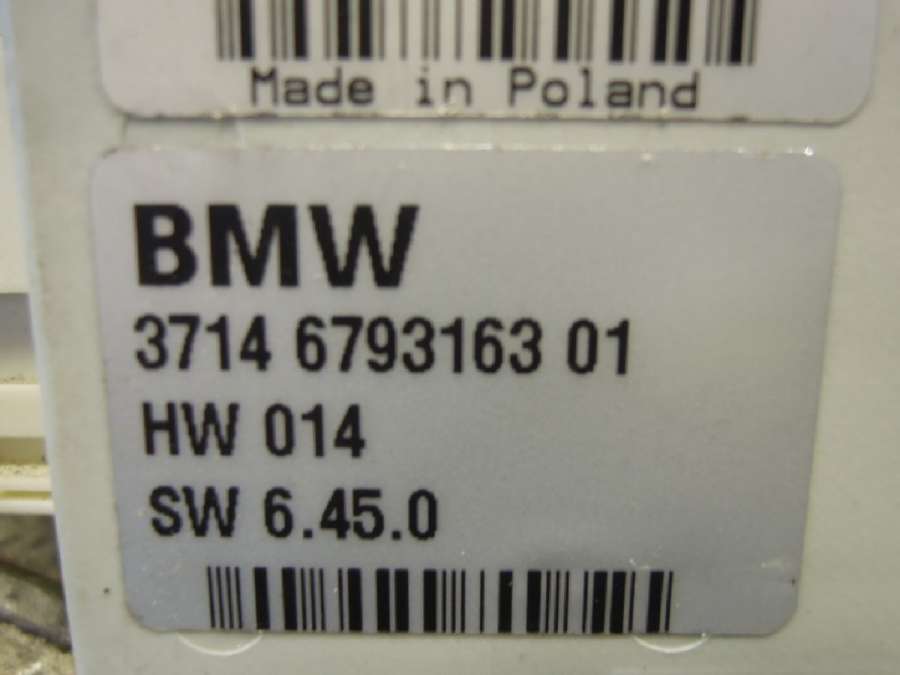 Made in Poland
BMW
3714 6793163 01
HW 014
SW 6.45.0